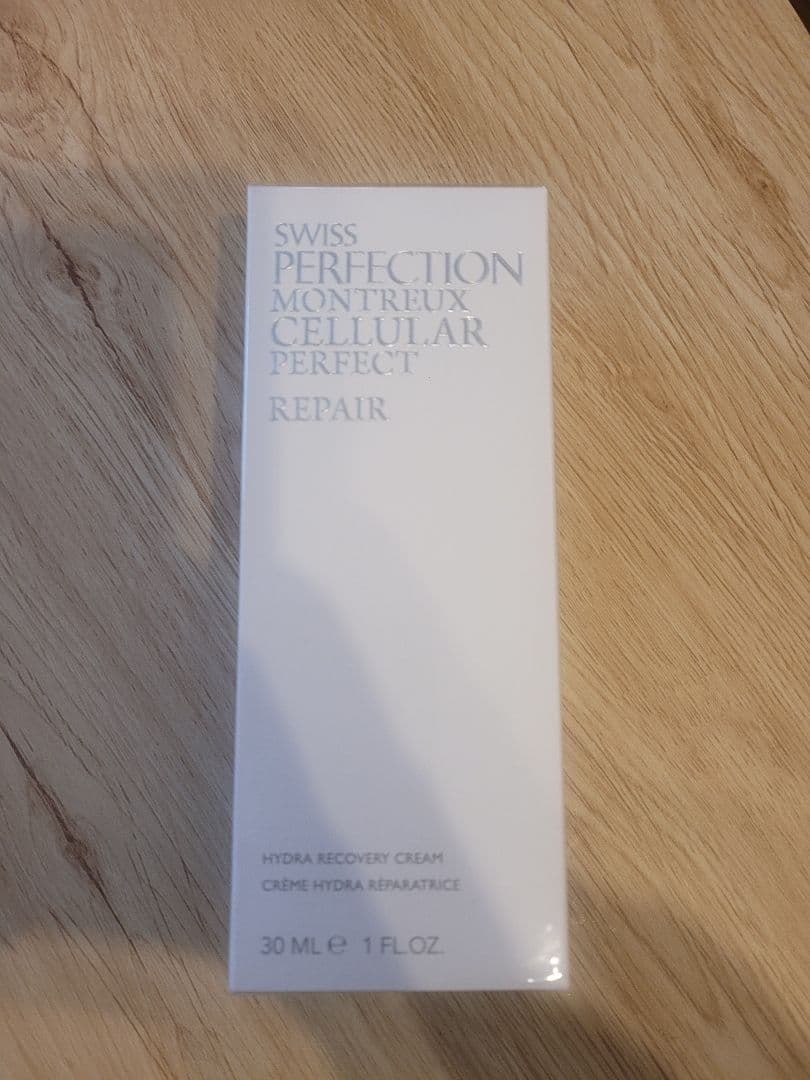 SWISS
PERFECTION
MONTREUX
CELLULAR
PERFECT
REPAIR
HYDRA RECOVERY CREAM
CRÈME HYDRA RÉPARATRICE
30 ML ℮ 1 FL.OZ.